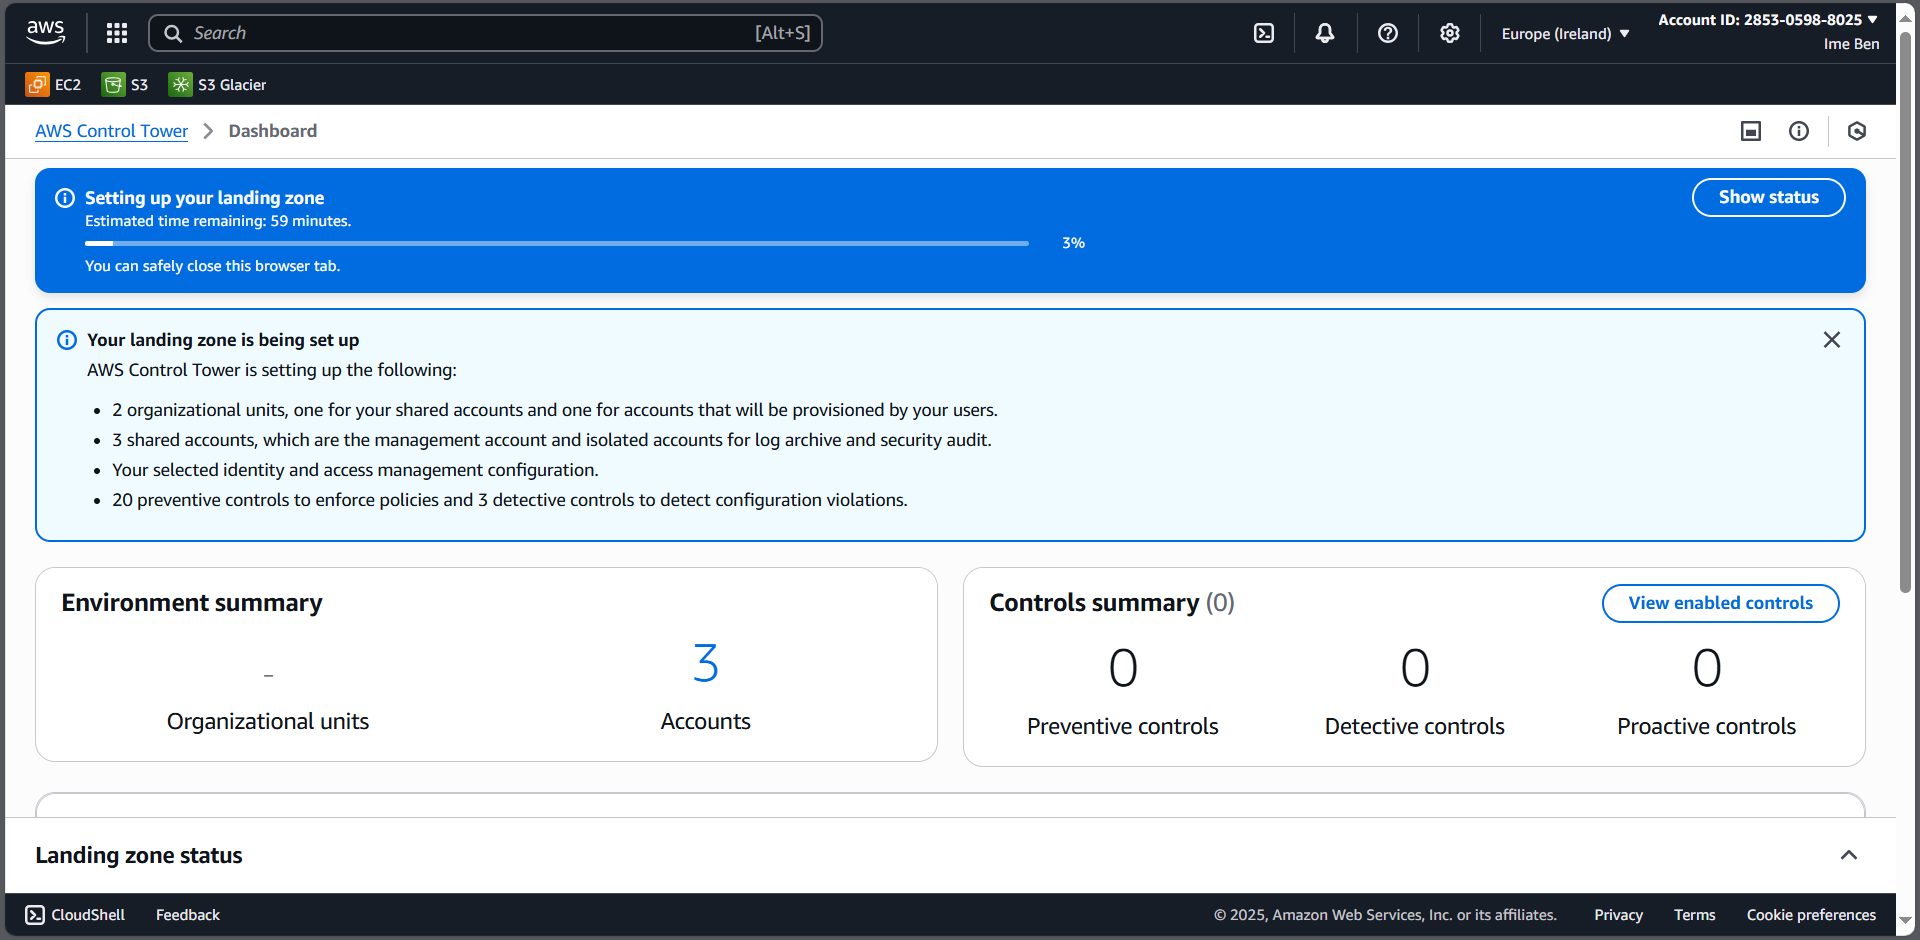 aws
Search [Alt+S]
Europe (Ireland)
Account ID: 2853-0598-8025
Ime Ben
EC2
S3
S3 Glacier
AWS Control Tower
Dashboard
Setting up your landing zone
Show status
Estimated time remaining: 59 minutes.
3%
You can safely close this browser tab.
Your landing zone is being set up
AWS Control Tower is setting up the following:
2 organizational units, one for your shared accounts and one for accounts that will be provisioned by your users.
3 shared accounts, which are the management account and isolated accounts for log archive and security audit.
Your selected identity and access management configuration.
20 preventive controls to enforce policies and 3 detective controls to detect configuration violations.
Environment summary
-
Organizational units
3
Accounts
Controls summary (0)
View enabled controls
0
Preventive controls
0
Detective controls
0
Proactive controls
Landing zone status
CloudShell
Feedback
© 2025, Amazon Web Services, Inc. or its affiliates.
Privacy
Terms
Cookie preferences